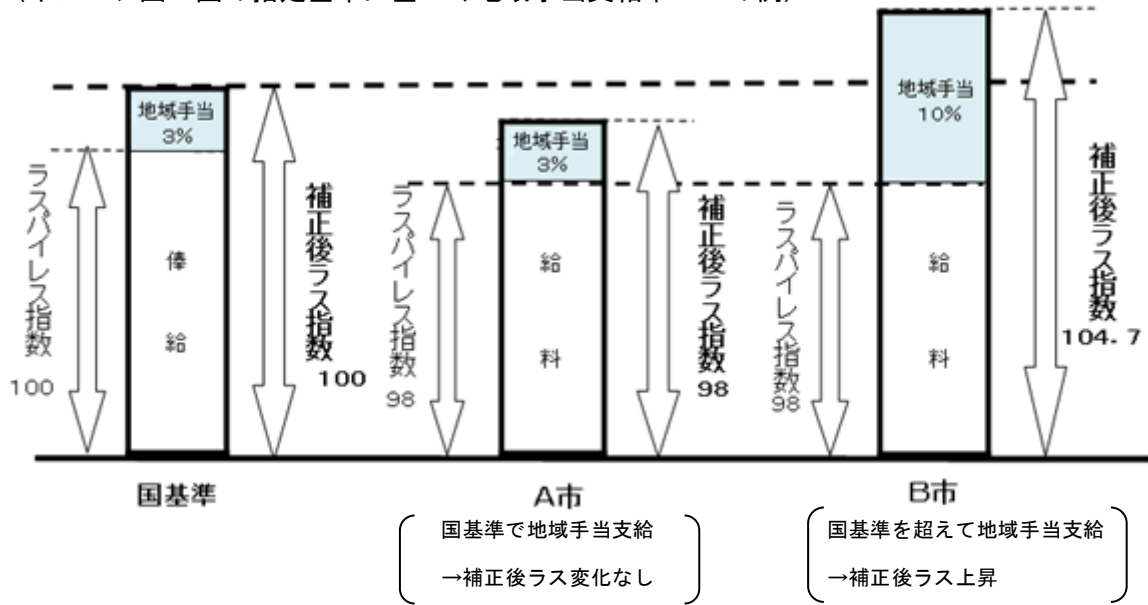 地域手当
3%
ラスパイレス指数
100
俸
給
補正後ラス指数
100
国基準
地域手当
3%
ラスパイレス指数
98
給
料
補正後ラス指数
98
A市
国基準で地域手当支給
→補正後ラス変化なし
地域手当
10%
ラスパイレス指数
98
給
料
補正後ラス指数
104.7
B市
国基準を超えて地域手当支給
→補正後ラス上昇